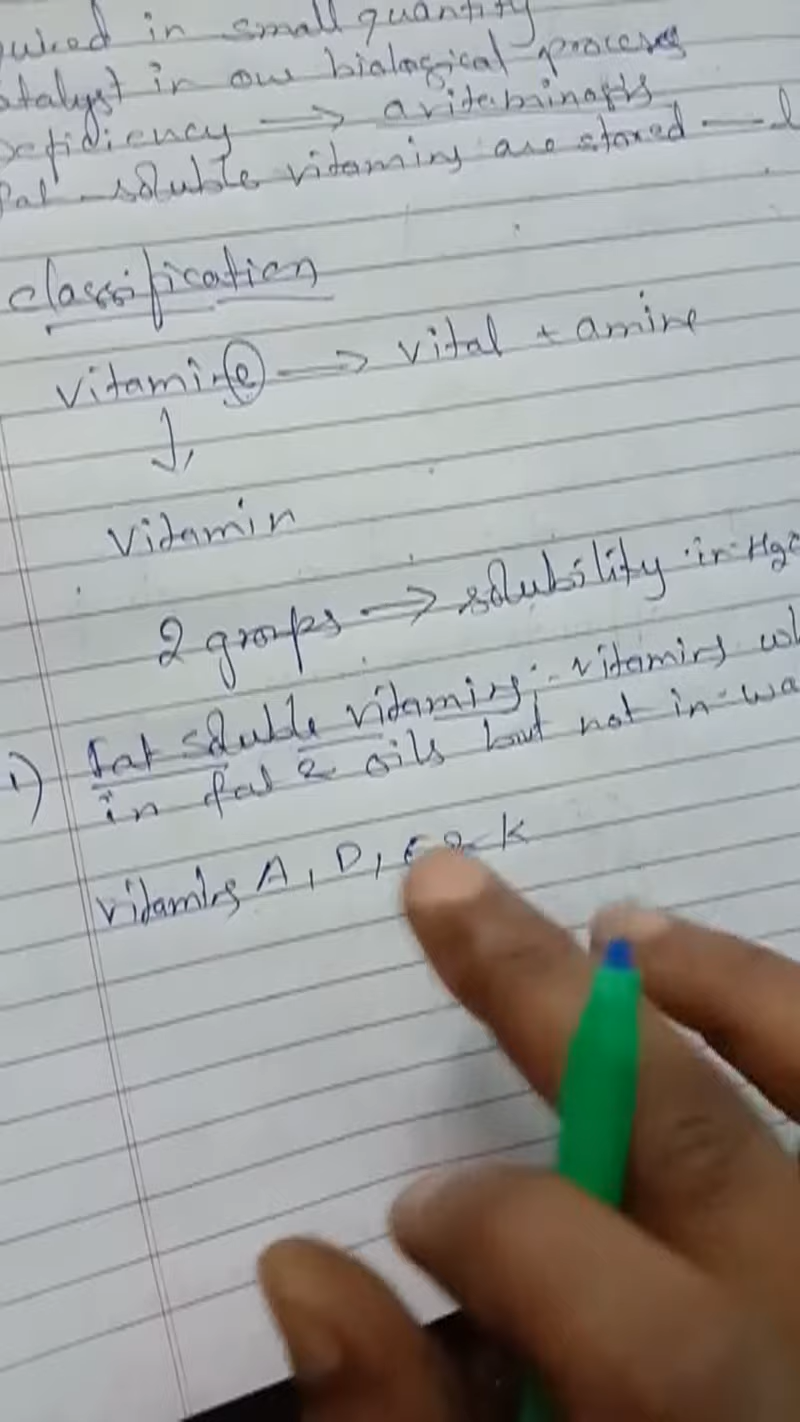 in small quantity
catalyst in our biological process
Deficiency → avitaminosis
fat-soluble vitamins are stored —
classification
vitamine → vital + amine
↓
vitamin
2 groups → solubility in H2O
1) fat soluble vitamins:- vitamins
in fat & oils but not in wa
vitamins A, D, E & K